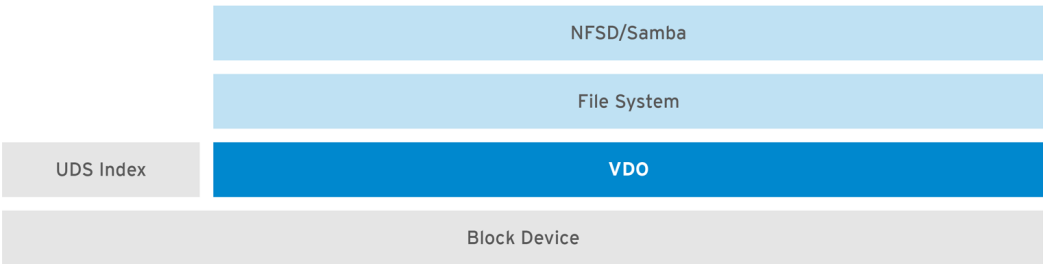 NFSD/Samba
File System
UDS Index
VDO
Block Device